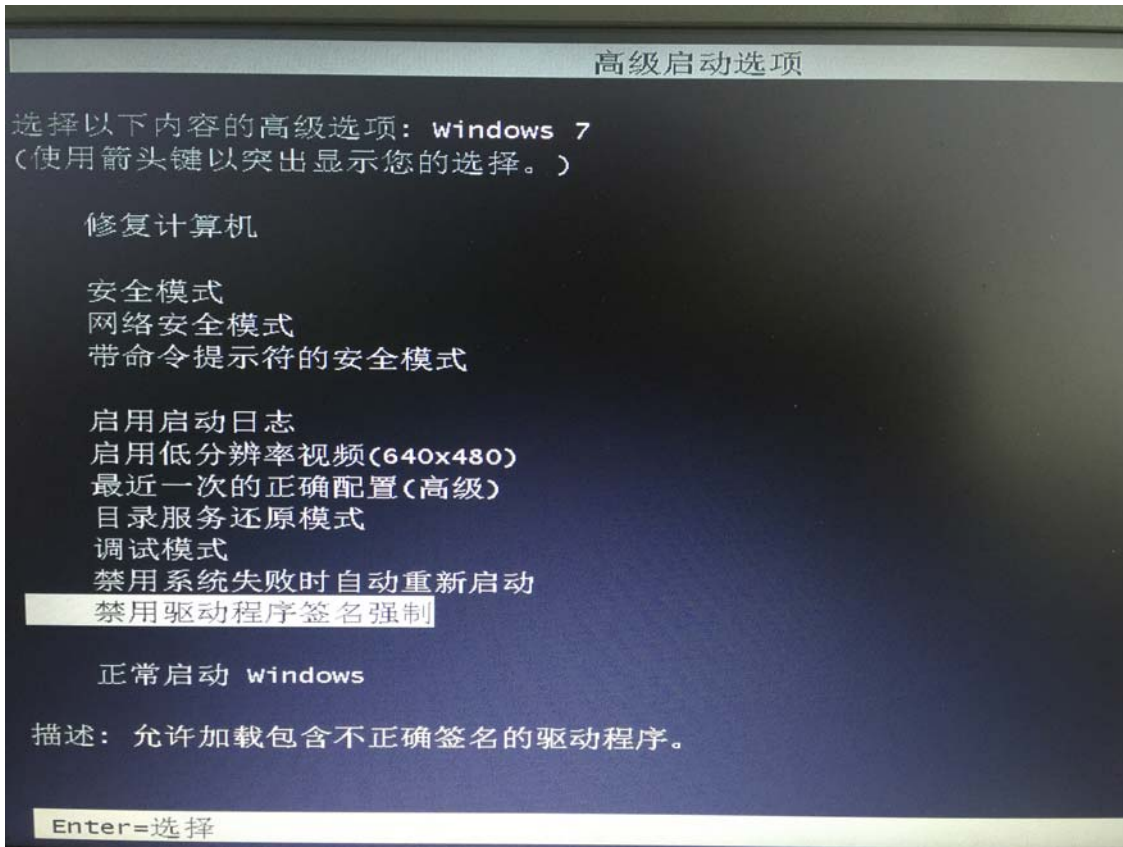 高级启动选项
选择以下内容的高级选项: Windows 7
(使用箭头键以突出显示您的选择。)
修复计算机
安全模式
网络安全模式
带命令提示符的安全模式
启用启动日志
启用低分辨率视频(640x480)
最近一次的正确配置(高级)
目录服务还原模式
调试模式
禁用系统失败时自动重新启动
禁用驱动程序签名强制
正常启动 Windows
描述: 允许加载包含不正确签名的驱动程序。
Enter=选择